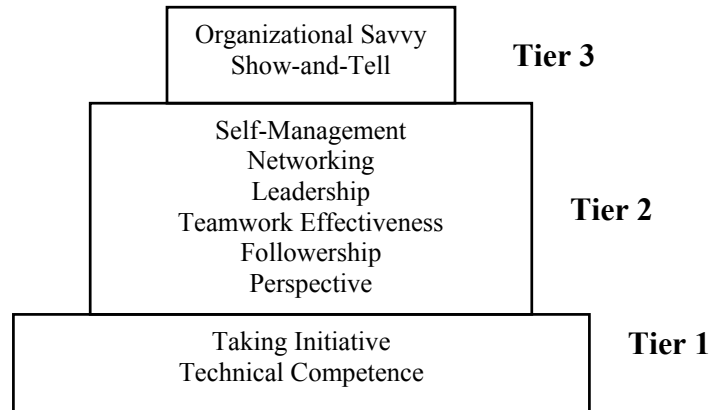 Organizational Savvy
Show-and-Tell
Tier 3
Self-Management
Networking
Leadership
Teamwork Effectiveness
Followership
Perspective
Tier 2
Taking Initiative
Technical Competence
Tier 1